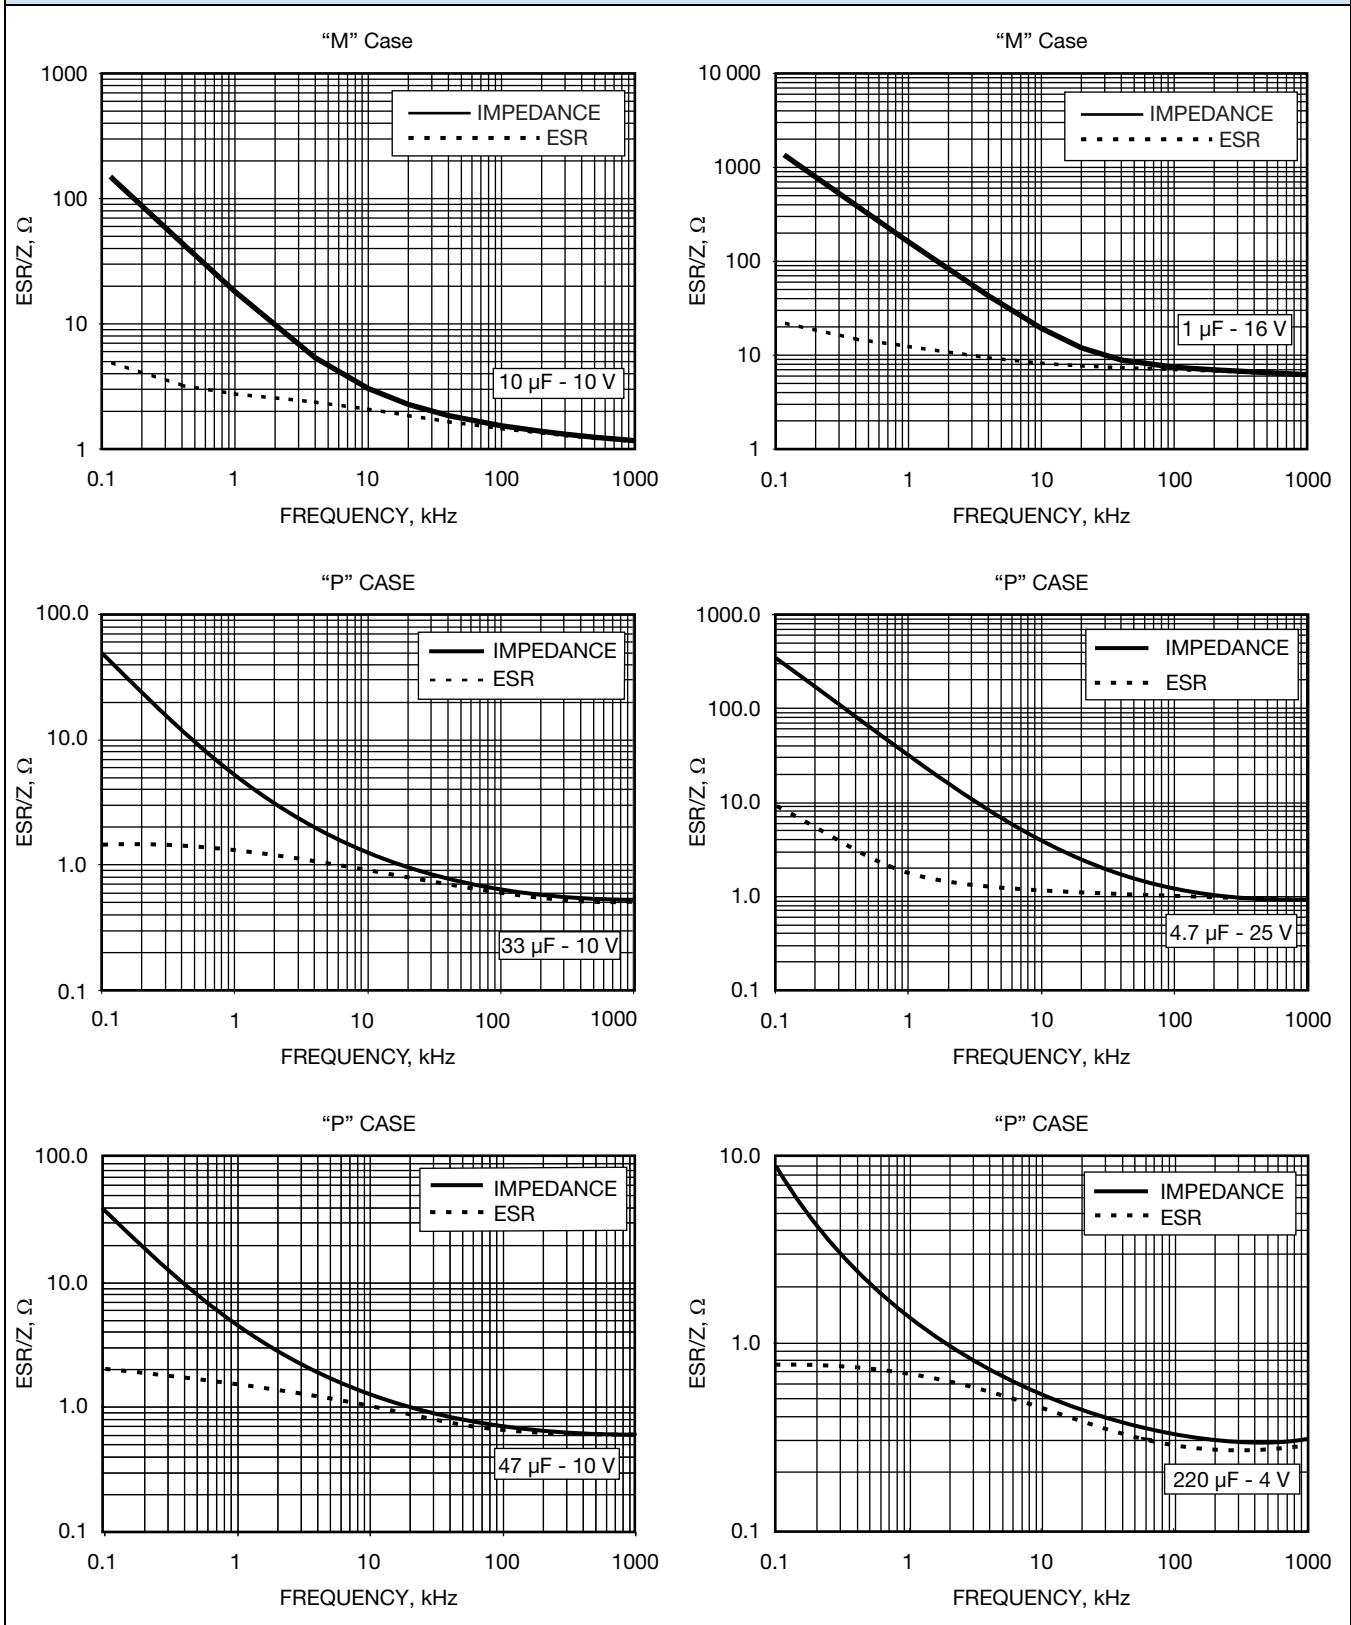 “M” Case
1000
100
10
1
ESR/Z, Ω
IMPEDANCE
ESR
10 µF - 10 V
0.1 1 10 100 1000
FREQUENCY, kHz
“M” Case
10 000
1000
100
10
1
ESR/Z, Ω
IMPEDANCE
ESR
1 µF - 16 V
0.1 1 10 100 1000
FREQUENCY, kHz
“P” CASE
100.0
10.0
1.0
0.1
ESR/Z, Ω
IMPEDANCE
ESR
33 µF - 10 V
0.1 1 10 100 1000
FREQUENCY, kHz
“P” CASE
1000.0
100.0
10.0
1.0
0.1
ESR/Z, Ω
IMPEDANCE
ESR
4.7 µF - 25 V
0.1 1 10 100 1000
FREQUENCY, kHz
“P” CASE
100.0
10.0
1.0
0.1
ESR/Z, Ω
IMPEDANCE
ESR
47 µF - 10 V
0.1 1 10 100 1000
FREQUENCY, kHz
“P” CASE
10.0
1.0
0.1
ESR/Z, Ω
IMPEDANCE
ESR
220 µF - 4 V
0.1 1 10 100 1000
FREQUENCY, kHz